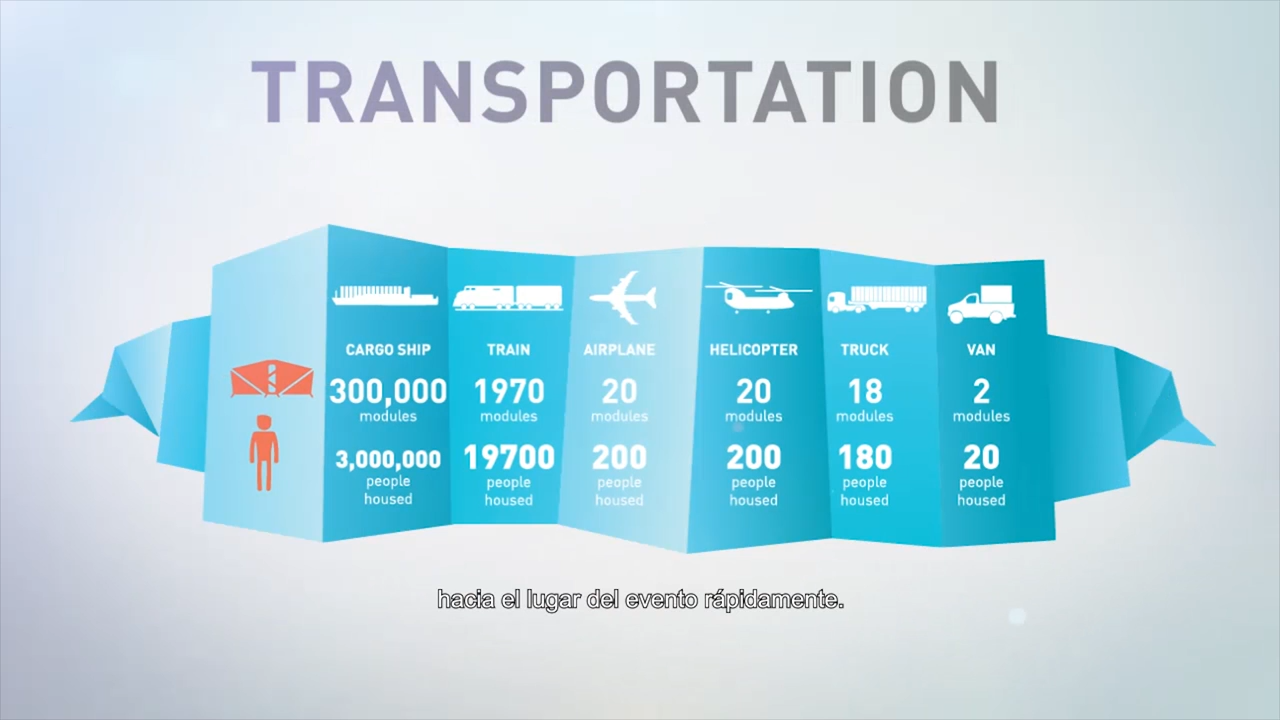 TRANSPORTATION
CARGO SHIP
300,000
modules
3,000,000
people
housed
TRAIN
1970
modules
19700
people
housed
AIRPLANE
20
modules
200
people
housed
HELICOPTER
20
modules
200
people
housed
TRUCK
18
modules
180
people
housed
VAN
2
modules
20
people
housed
hacia el lugar del evento rápidamente.